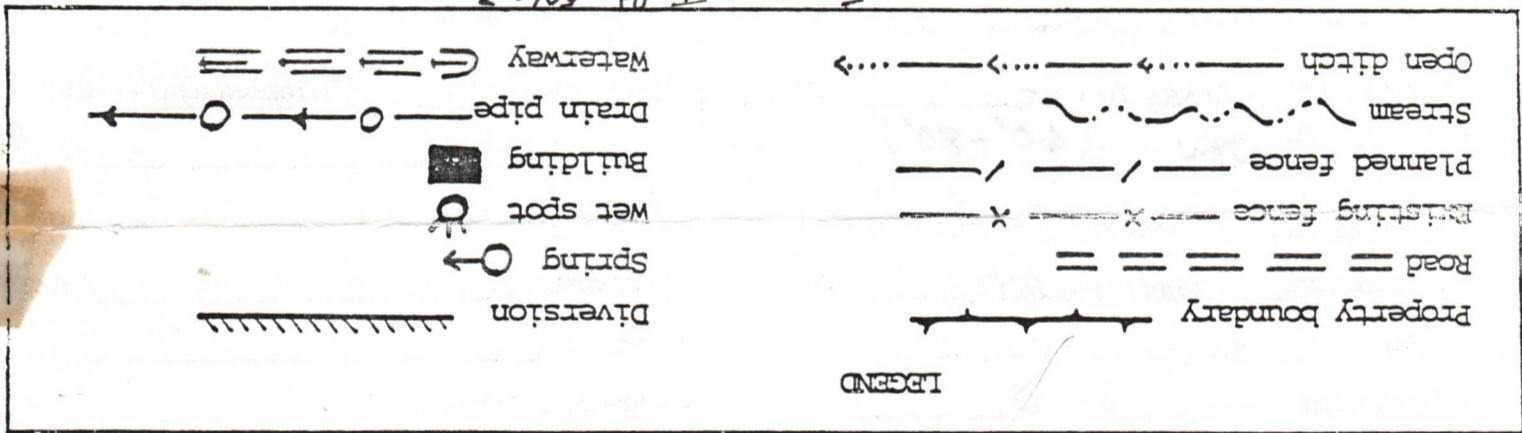 LEGEND
Property boundary
Road
Existing fence
Planned fence
Stream
Open ditch
Diversion
Spring
wet spot
Building
Drain pipe
Waterway